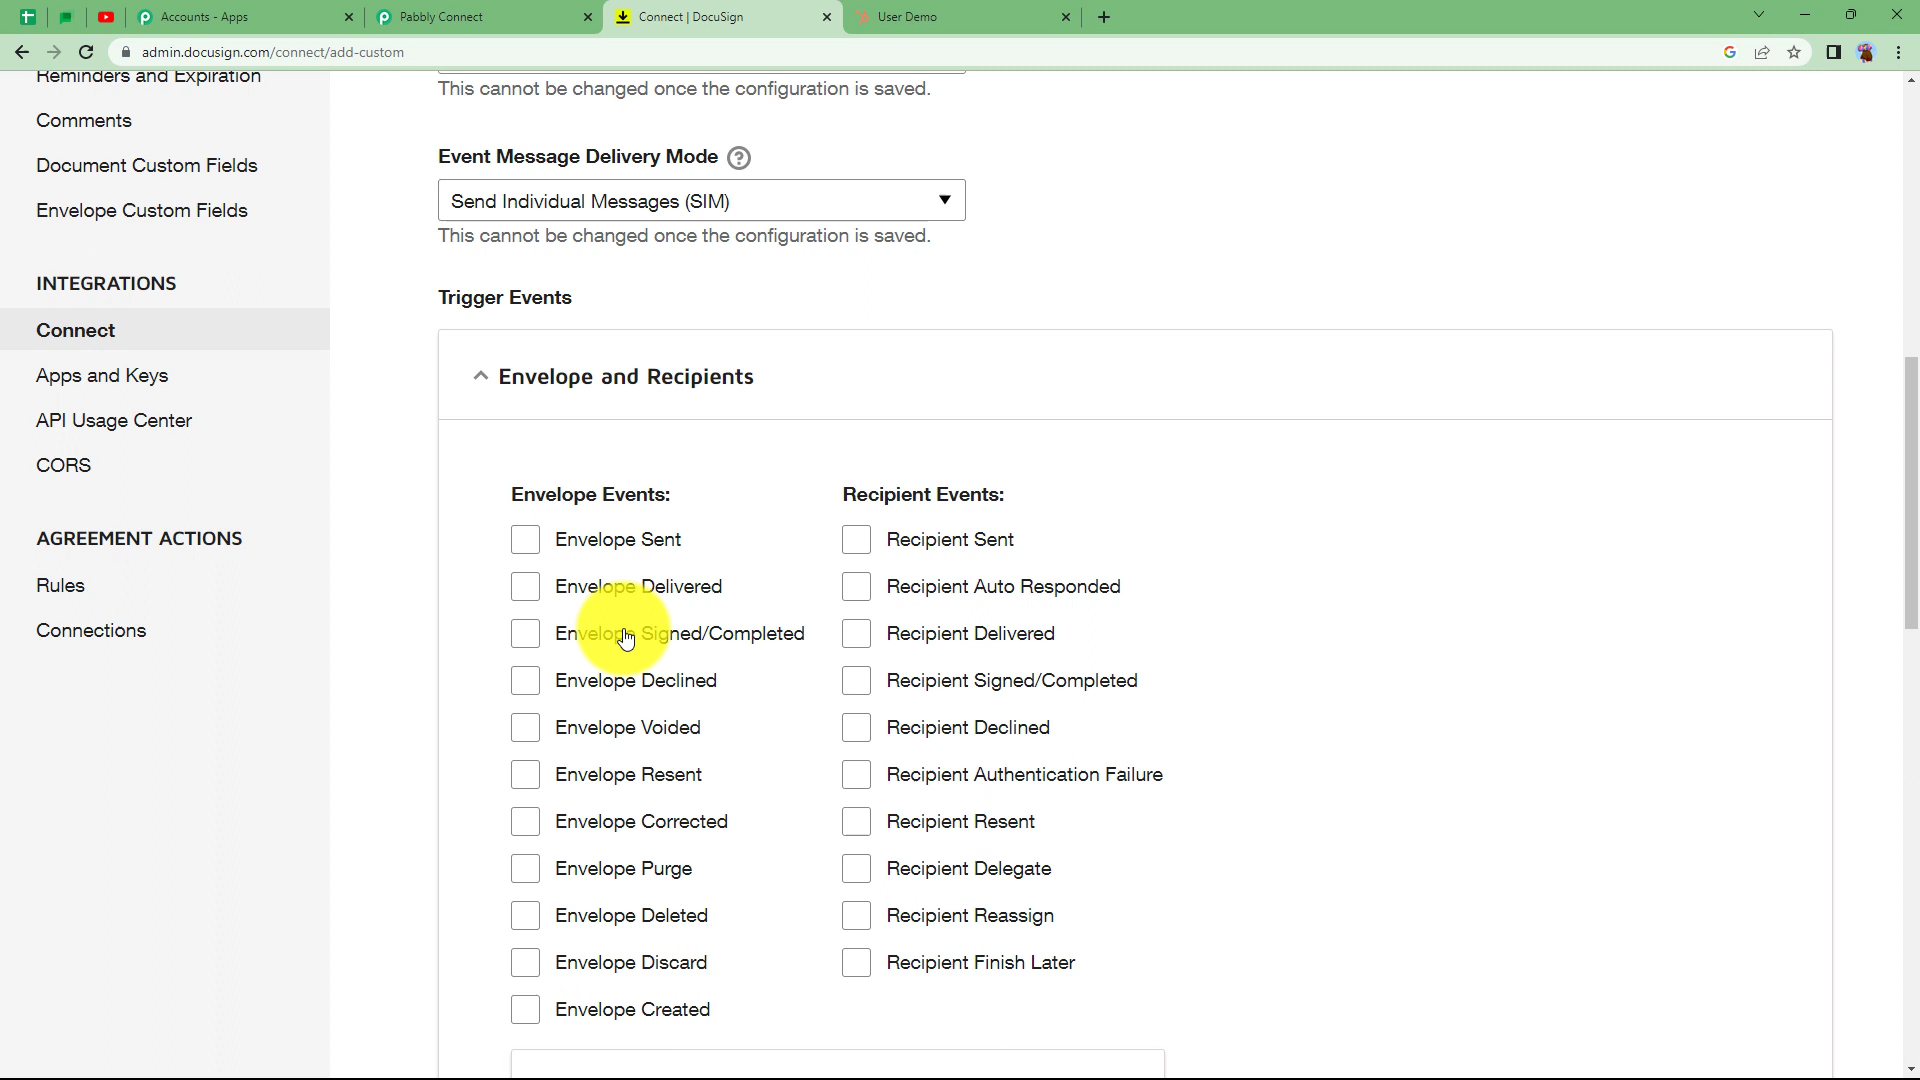 Accounts - Apps
Pabbly Connect
Connect | DocuSign
User Demo
admin.docusign.com/connect/add-custom
Reminders and Expiration
Comments
Document Custom Fields
Envelope Custom Fields
INTEGRATIONS
Connect
Apps and Keys
API Usage Center
CORS
AGREEMENT ACTIONS
Rules
Connections
This cannot be changed once the configuration is saved.
Event Message Delivery Mode ?
Send Individual Messages (SIM)
This cannot be changed once the configuration is saved.
Trigger Events
Envelope and Recipients
Envelope Events:
Envelope Sent
Envelope Delivered
Envelope Signed/Completed
Envelope Declined
Envelope Voided
Envelope Resent
Envelope Corrected
Envelope Purge
Envelope Deleted
Envelope Discard
Envelope Created
Recipient Events:
Recipient Sent
Recipient Auto Responded
Recipient Delivered
Recipient Signed/Completed
Recipient Declined
Recipient Authentication Failure
Recipient Resent
Recipient Delegate
Recipient Reassign
Recipient Finish Later